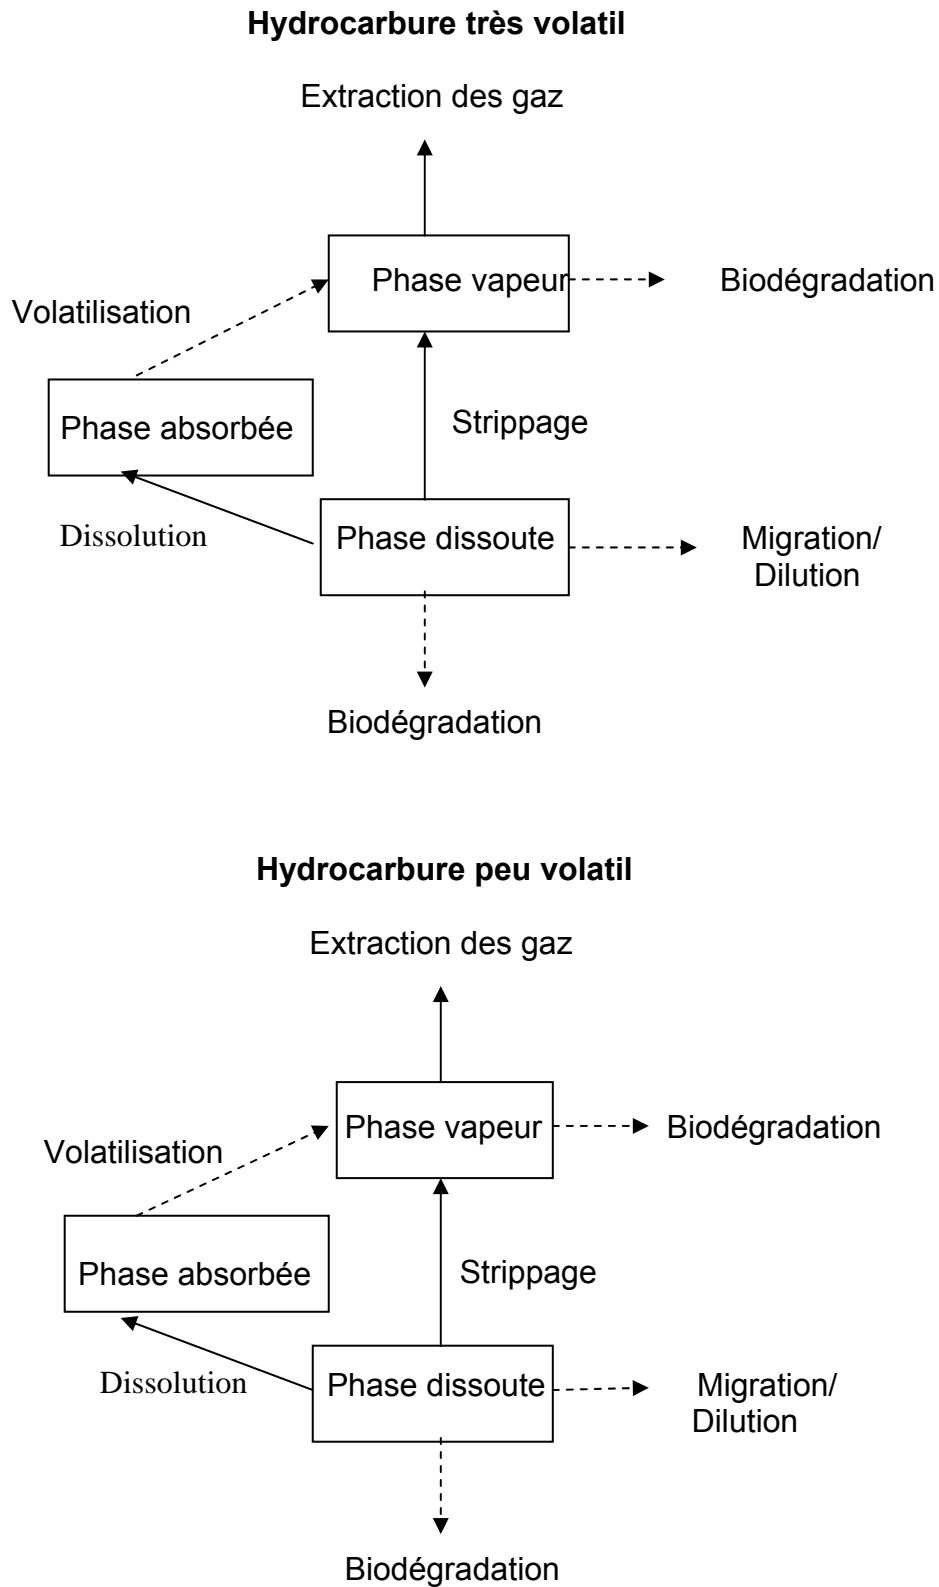 Hydrocarbure très volatil
Extraction des gaz
Phase vapeur
Biodégradation
Volatilisation
Phase absorbée
Strippage
Dissolution
Phase dissoute
Migration/
Dilution
Biodégradation
Hydrocarbure peu volatil
Extraction des gaz
Phase vapeur
Biodégradation
Volatilisation
Phase absorbée
Strippage
Dissolution
Phase dissoute
Migration/
Dilution
Biodégradation